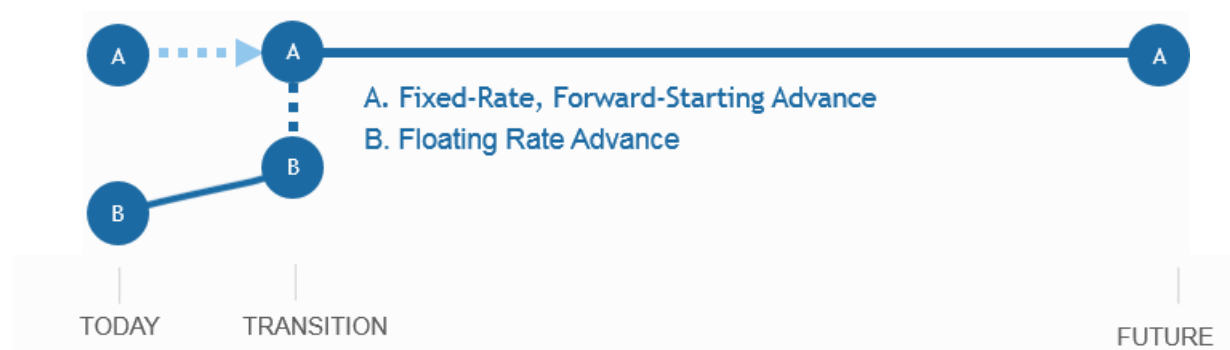 A
A
A
A. Fixed-Rate, Forward-Starting Advance
B. Floating Rate Advance
B
B
TODAY
TRANSITION
FUTURE